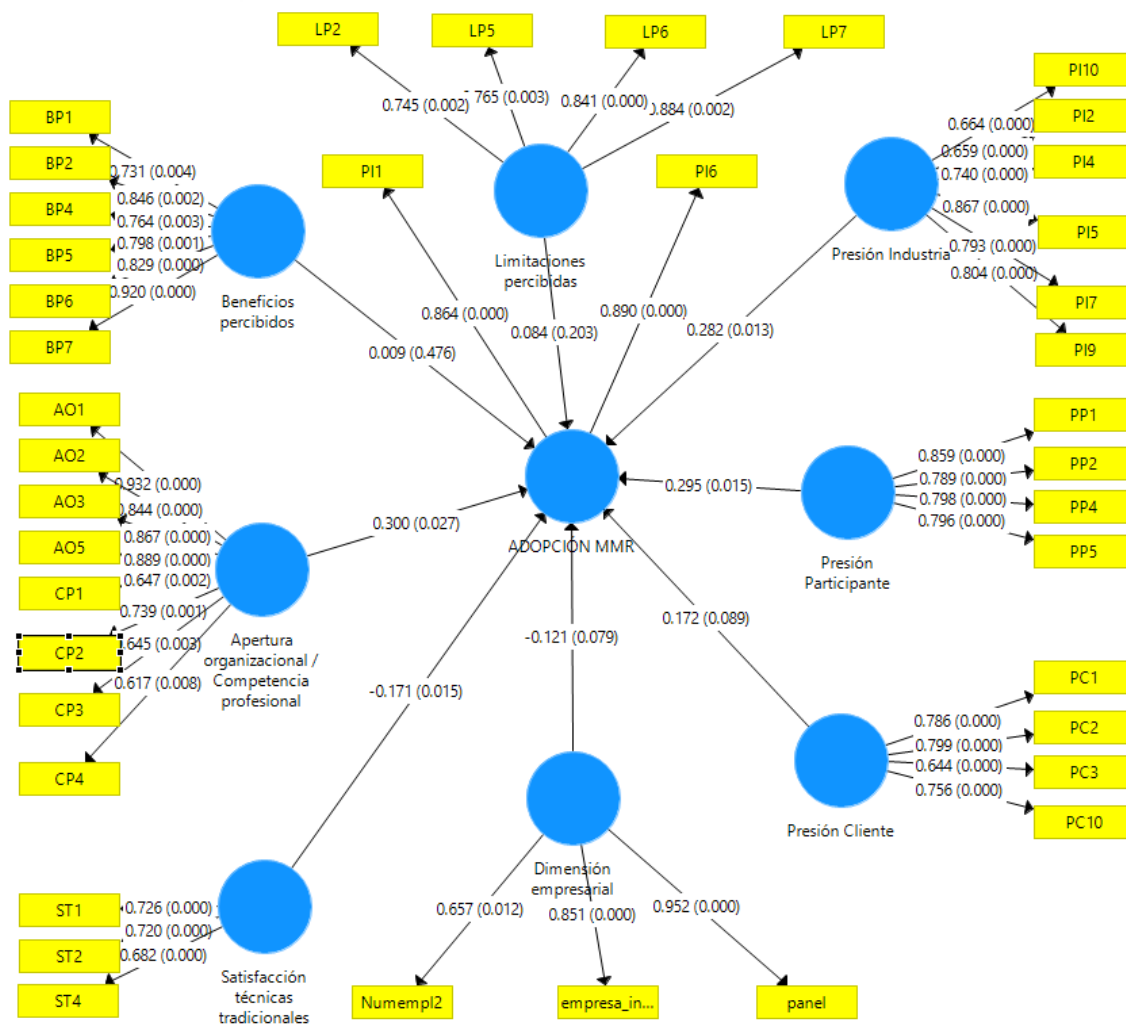 LP2
LP5
LP6
LP7
0.745 (0.002)
.765 (0.003)
0.841 (0.000)
0.884 (0.002)
BP1
BP2
BP4
BP5
BP6
BP7
0.731 (0.004)
0.846 (0.002)
0.764 (0.003)
0.798 (0.001)
0.829 (0.000)
0.920 (0.000)
Beneficios
percibidos
0.009 (0.476)
PI1
0.864 (0.000)
Limitaciones
percibidas
0.084 (0.203)
PI6
0.890 (0.000)
PI10
PI2
PI4
PI5
PI7
PI9
0.664 (0.000)
0.659 (0.000)
0.740 (0.000)
0.867 (0.000)
0.793 (0.000)
0.804 (0.000)
Presión Industria
0.282 (0.013)
AO1
AO2
AO3
AO5
CP1
CP2
CP3
CP4
0.932 (0.000)
0.844 (0.000)
0.867 (0.000)
0.889 (0.000)
0.647 (0.002)
0.739 (0.001)
0.645 (0.003)
0.617 (0.008)
Apertura
organizacional /
Competencia
profesional
0.300 (0.027)
ADOPCIÓN MMR
0.295 (0.015)
PP1
PP2
PP4
PP5
0.859 (0.000)
0.789 (0.000)
0.798 (0.000)
0.796 (0.000)
Presión
Participante
-0.171 (0.015)
-0.121 (0.079)
0.172 (0.089)
PC1
PC2
PC3
PC10
0.786 (0.000)
0.799 (0.000)
0.644 (0.000)
0.756 (0.000)
Presión Cliente
ST1
ST2
ST4
0.726 (0.000)
0.720 (0.000)
0.682 (0.000)
Satisfacción
técnicas
tradicionales
Dimensión
empresarial
0.657 (0.012)
0.851 (0.000)
0.952 (0.000)
Numempl2
empresa_in...
panel